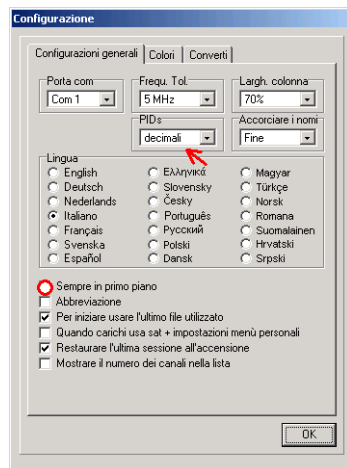 Configurazione
Configurazioni generali Colori Converti
Porta com Frequ. Tol. Largh. colonna
Com 1 5 MHz 70%
PIDs Accorciare i nomi
decimali Fine
Lingua
English Ελληνικά Magyar
Deutsch Slovensky Türkçe
Nederlands Česky Norsk
Italiano Português Romana
Français Русский Suomalainen
Svenska Polski Hrvatski
Español Dansk Srpski
Sempre in primo piano
Abbreviazione
Per iniziare usare l'ultimo file utilizzato
Quando carichi usa sat + impostazioni menù personali
Restaurare l'ultima sessione all'accensione
Mostrare il numero dei canali nella lista
OK